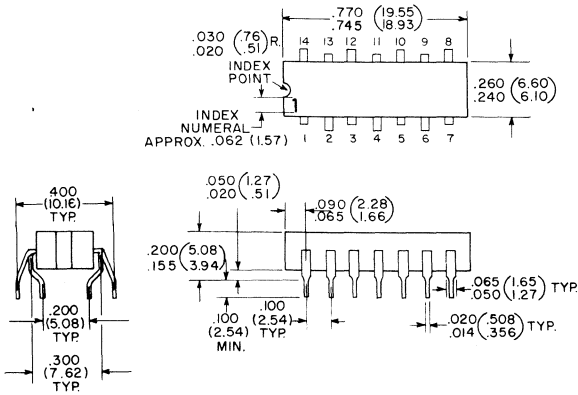 .770 (19.55)
.745 (18.93)
.030 (.76) R.
.020 (.51)
14 13 12 11 10 9 8
INDEX
POINT
.260 (6.60)
.240 (6.10)
1
INDEX
NUMERAL
APPROX. .062 (1.57)
1 2 3 4 5 6 7
.050 (1.27)
.020 (.51)
.400
(10.16)
TYP.
.090 (2.28)
.065 (1.66)
.200 (5.08)
.155 (3.94)
.065 (1.65) TYP.
.050 (1.27)
.200
(5.08)
TYP.
.100
(2.54)
MIN.
.100
(2.54)
TYP.
.020 (.508) TYP.
.014 (.356)
.300
(7.62)
TYP.